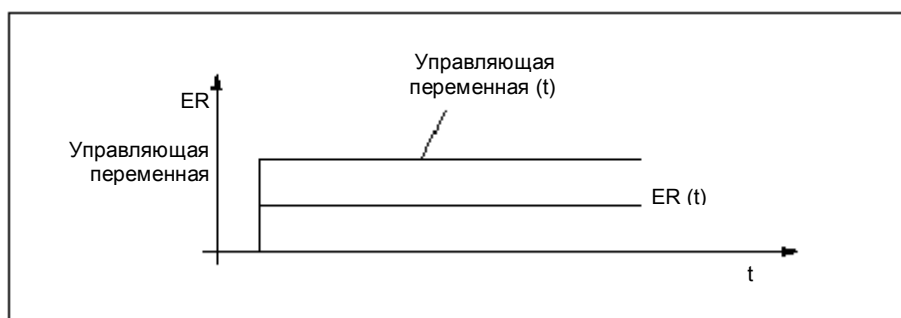 Управляющая
переменная (t)
ER
Управляющая
переменная
ER (t)
t